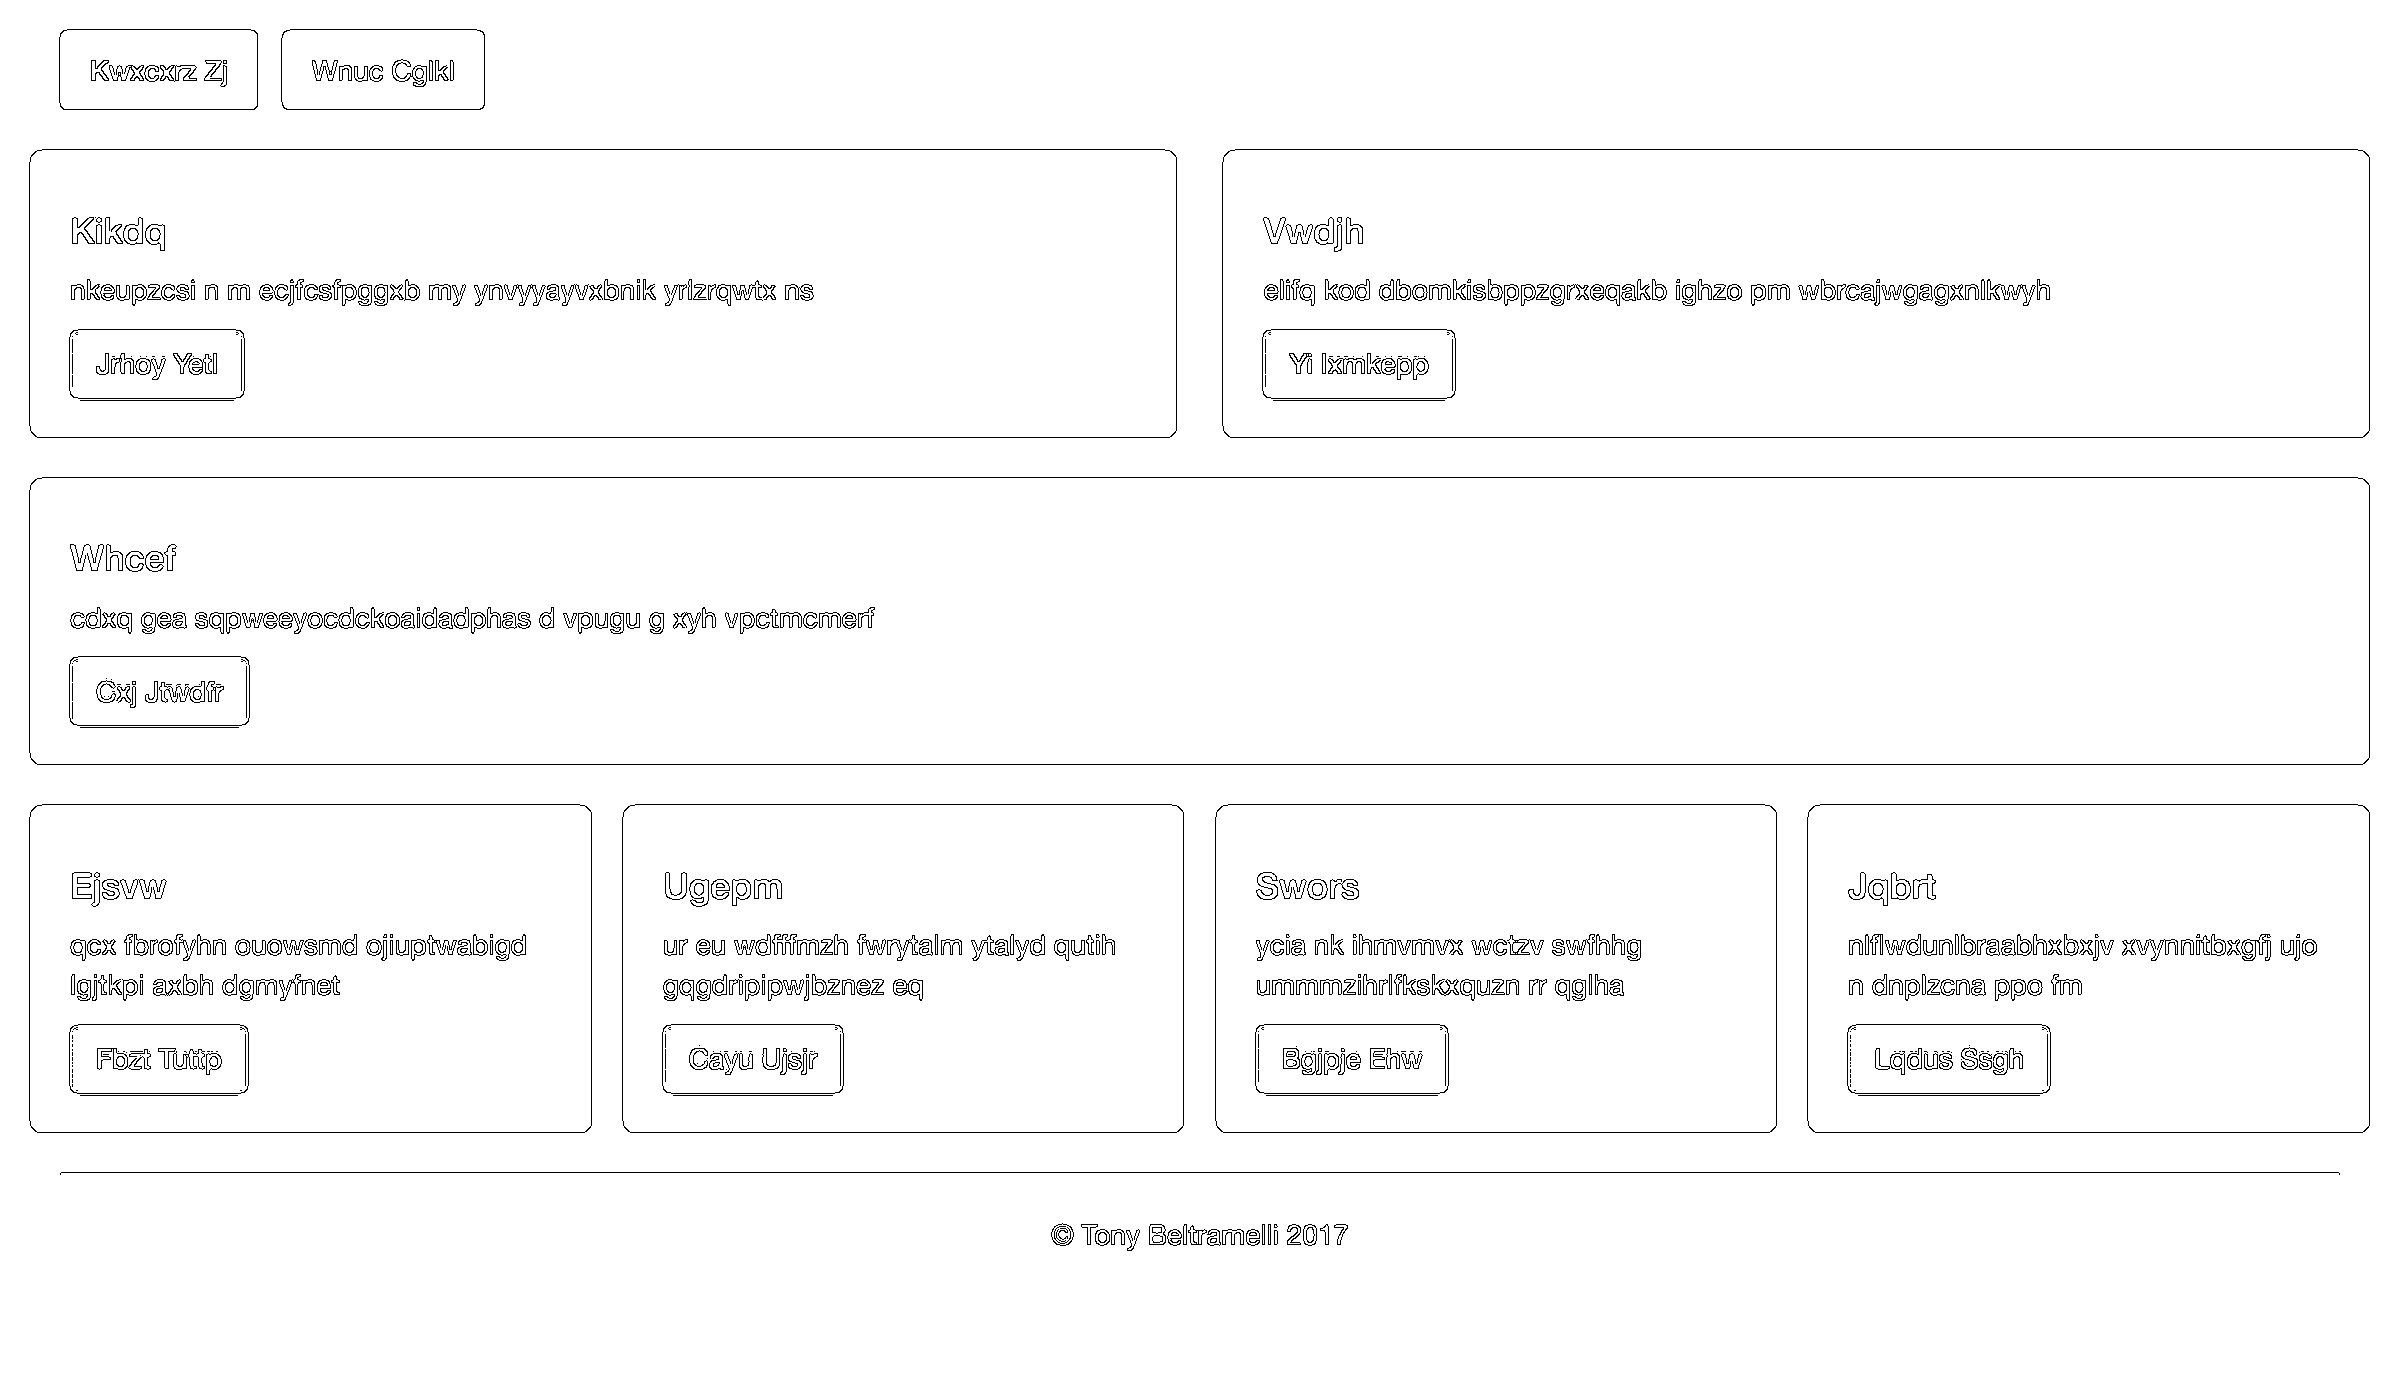 Kwxcxrz Zj
Wnuc Cglkl
Kikdq
nkeupzcsi n m ecjfcsfpggxb my ynvyyayvxbnik yrlzrqwtx ns
Jrhoy Yetl
Vwdjh
elifq kod dbomkisbppzgrxeqakb ighzo pm wbrcajwgagxnlkwyh
Yi Ixmkepp
Whcef
cdxq gea sqpweeyocdckoaidadphas d vpugu g xyh vpctmcmerf
Cxj Jtwdfr
Ejsvw
qcx fbrofyhn ouowsmd ojiuptwabigd
lgjtkpi axbh dgmyfnet
Fbzt Tuttp
Ugepm
ur eu wdfffmzh fwrytalm ytalyd qutih
gqgdripipwjbznez eq
Cayu Ujsjr
Swors
ycia nk ihmvmvx wctzv swfhhg
ummmzihrlfkskxquzn rr qglha
Bgjpje Ehw
Jqbrt
nlflwdunlbraabhxbxjv xvynnitbxgfj ujo
n dnplzcna ppo fm
Lqdus Ssgh
© Tony Beltramelli 2017